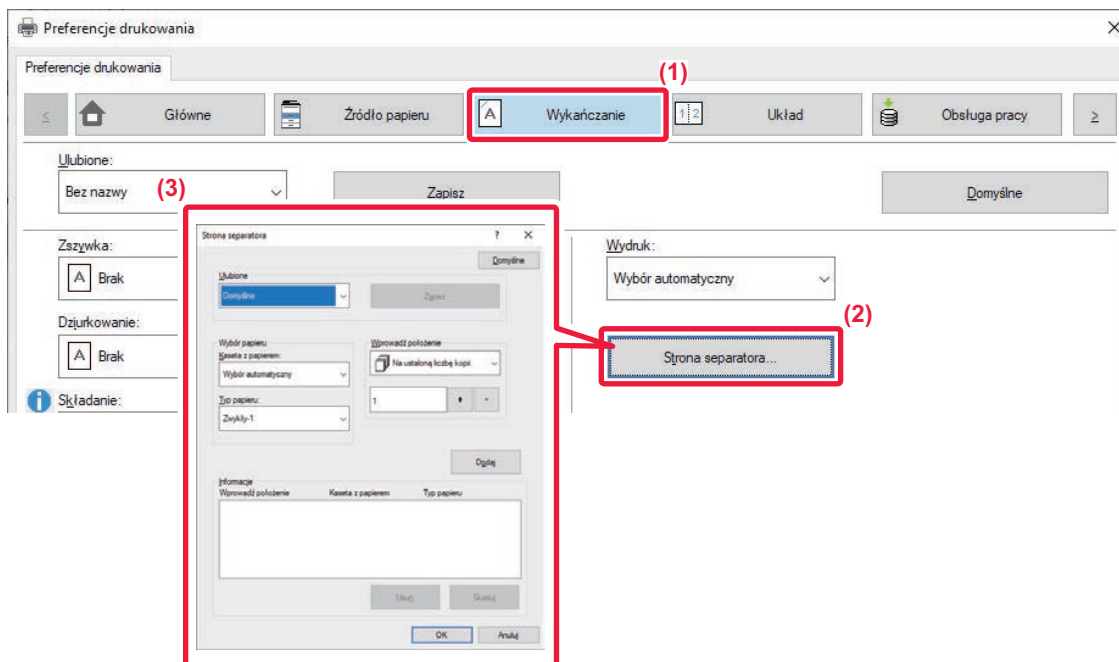 Preferencje drukowania
Preferencje drukowania
(1)
Główne
Źródło papieru
Wykańczanie
Układ
Obsługa pracy
Ulubione:
(3)
Bez nazwy
Zapisz
Domyślne
Zszywka:
Brak
Dziurkowanie:
Brak
Składanie:
Wydruk:
Wybór automatyczny
(2)
Strona separatora...
Strona separatora
Domyślne
Ulubione
Domyślne
Zapisz
Wybór papieru
Kaseta z papierem:
Wybór automatyczny
Typ papieru:
Zwykły-1
Wprowadź położenie
Na ustaloną liczbę kopii
1
+ -
Dodaj
Informacje
Wprowadź położenie Kaseta z papierem Typ papieru
Usuń Skasuj
OK Anuluj